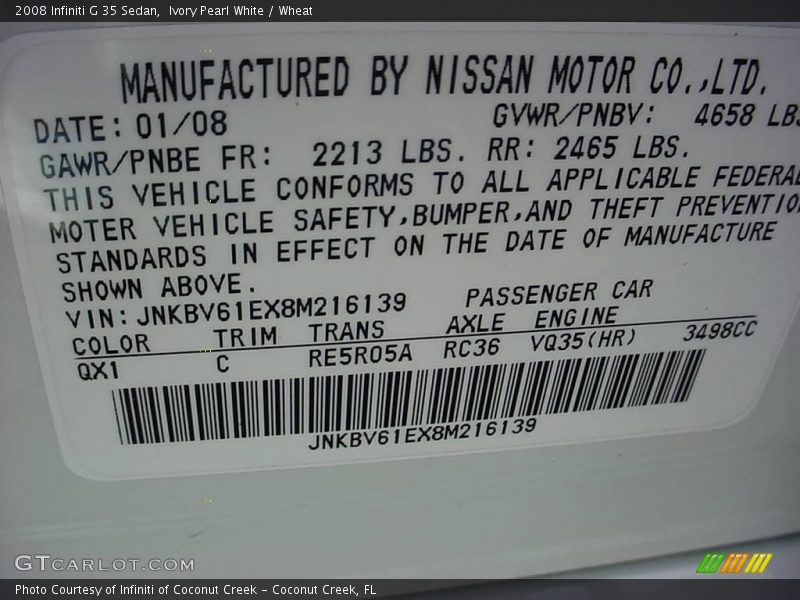 2008 Infiniti G 35 Sedan,  Ivory Pearl White / Wheat
MANUFACTURED BY NISSAN MOTOR CO.,LTD.
DATE: 01/08 GVWR/PNBV: 4658 LBS
GAWR/PNBE FR: 2213 LBS. RR: 2465 LBS.
THIS VEHICLE CONFORMS TO ALL APPLICABLE FEDERAL
MOTER VEHICLE SAFETY,BUMPER,AND THEFT PREVENTIO
STANDARDS IN EFFECT ON THE DATE OF MANUFACTURE
SHOWN ABOVE.
VIN: JNKBV61EX8M216139 PASSENGER CAR
COLOR TRIM TRANS AXLE ENGINE
QX1 C RE5R05A RC36 VQ35(HR) 3498CC
JNKBV61EX8M216139
GTCARLOT.COM
Photo Courtesy of Infiniti of Coconut Creek - Coconut Creek, FL